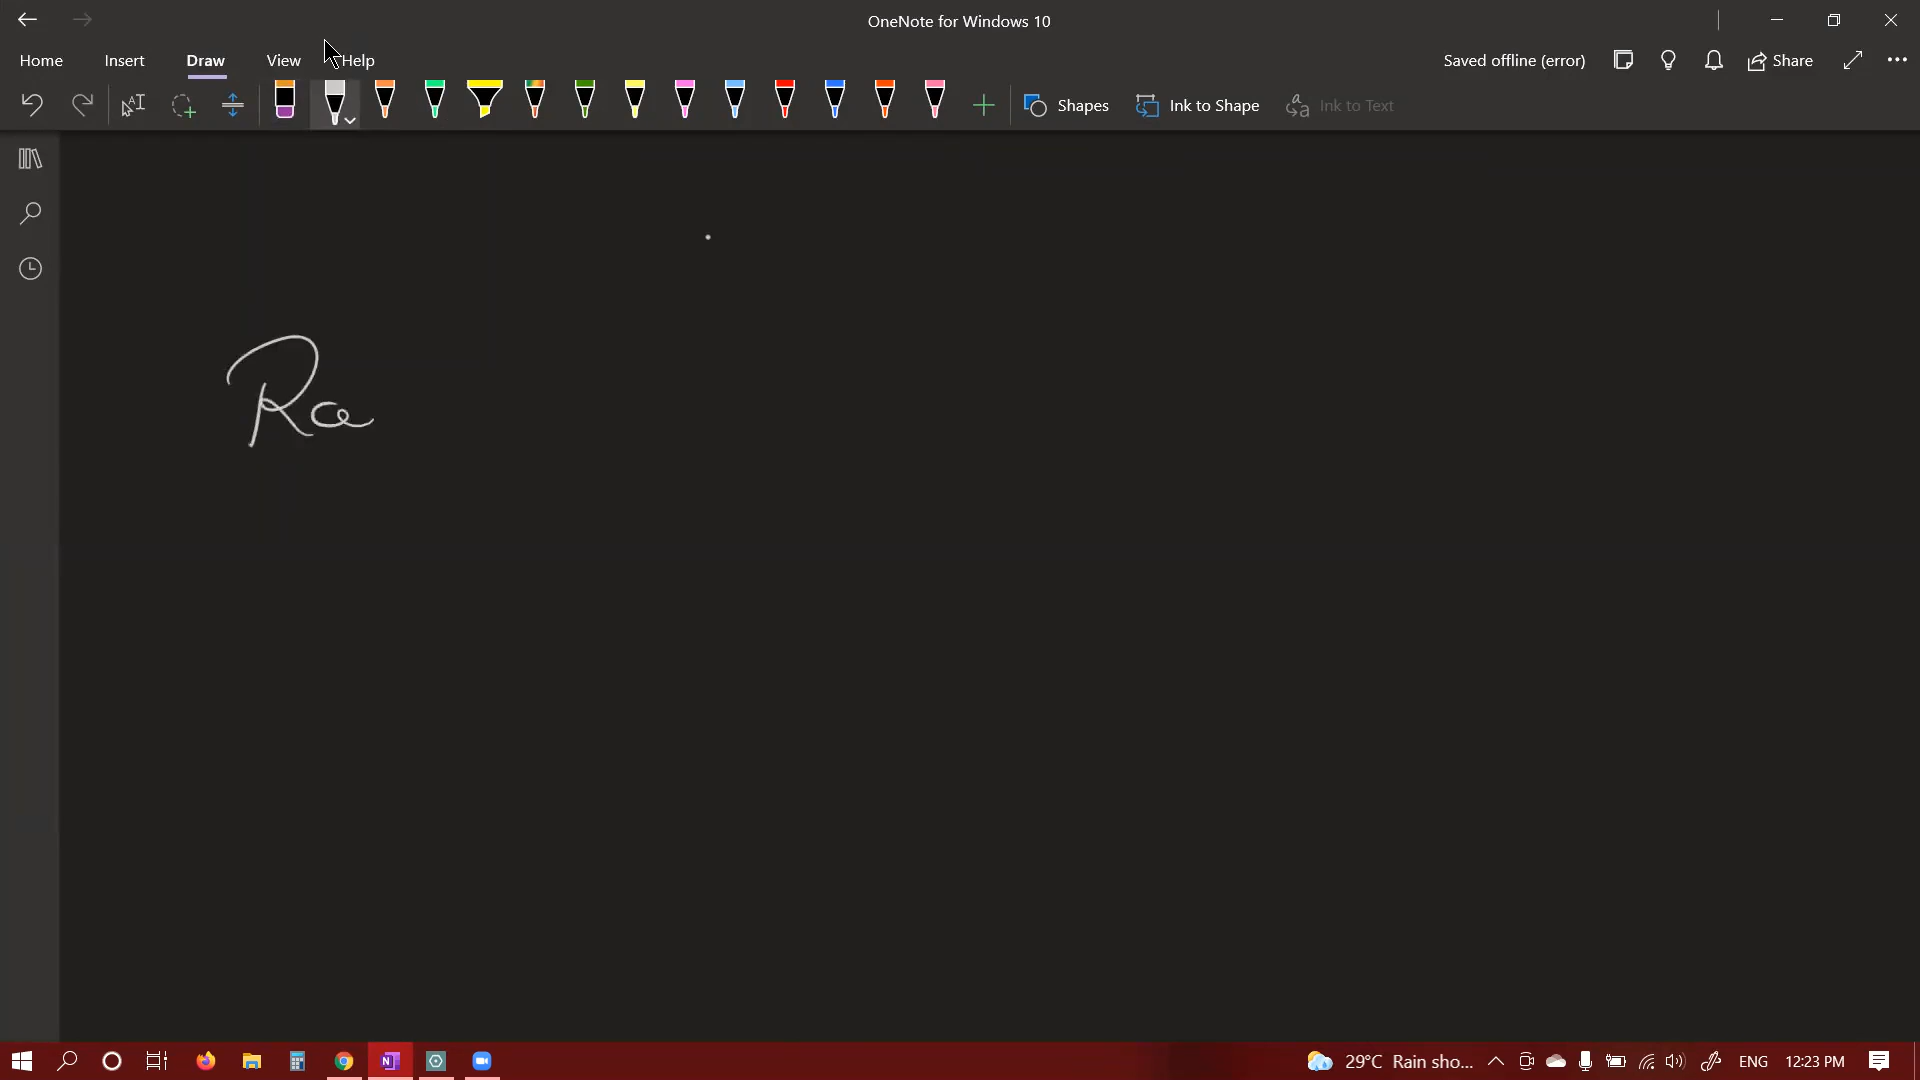 OneNote for Windows 10
Home Insert Draw View Help Saved offline (error) Share
Shapes Ink to Shape Ink to Text
Ra
29°C Rain sho... ENG 12:23 PM